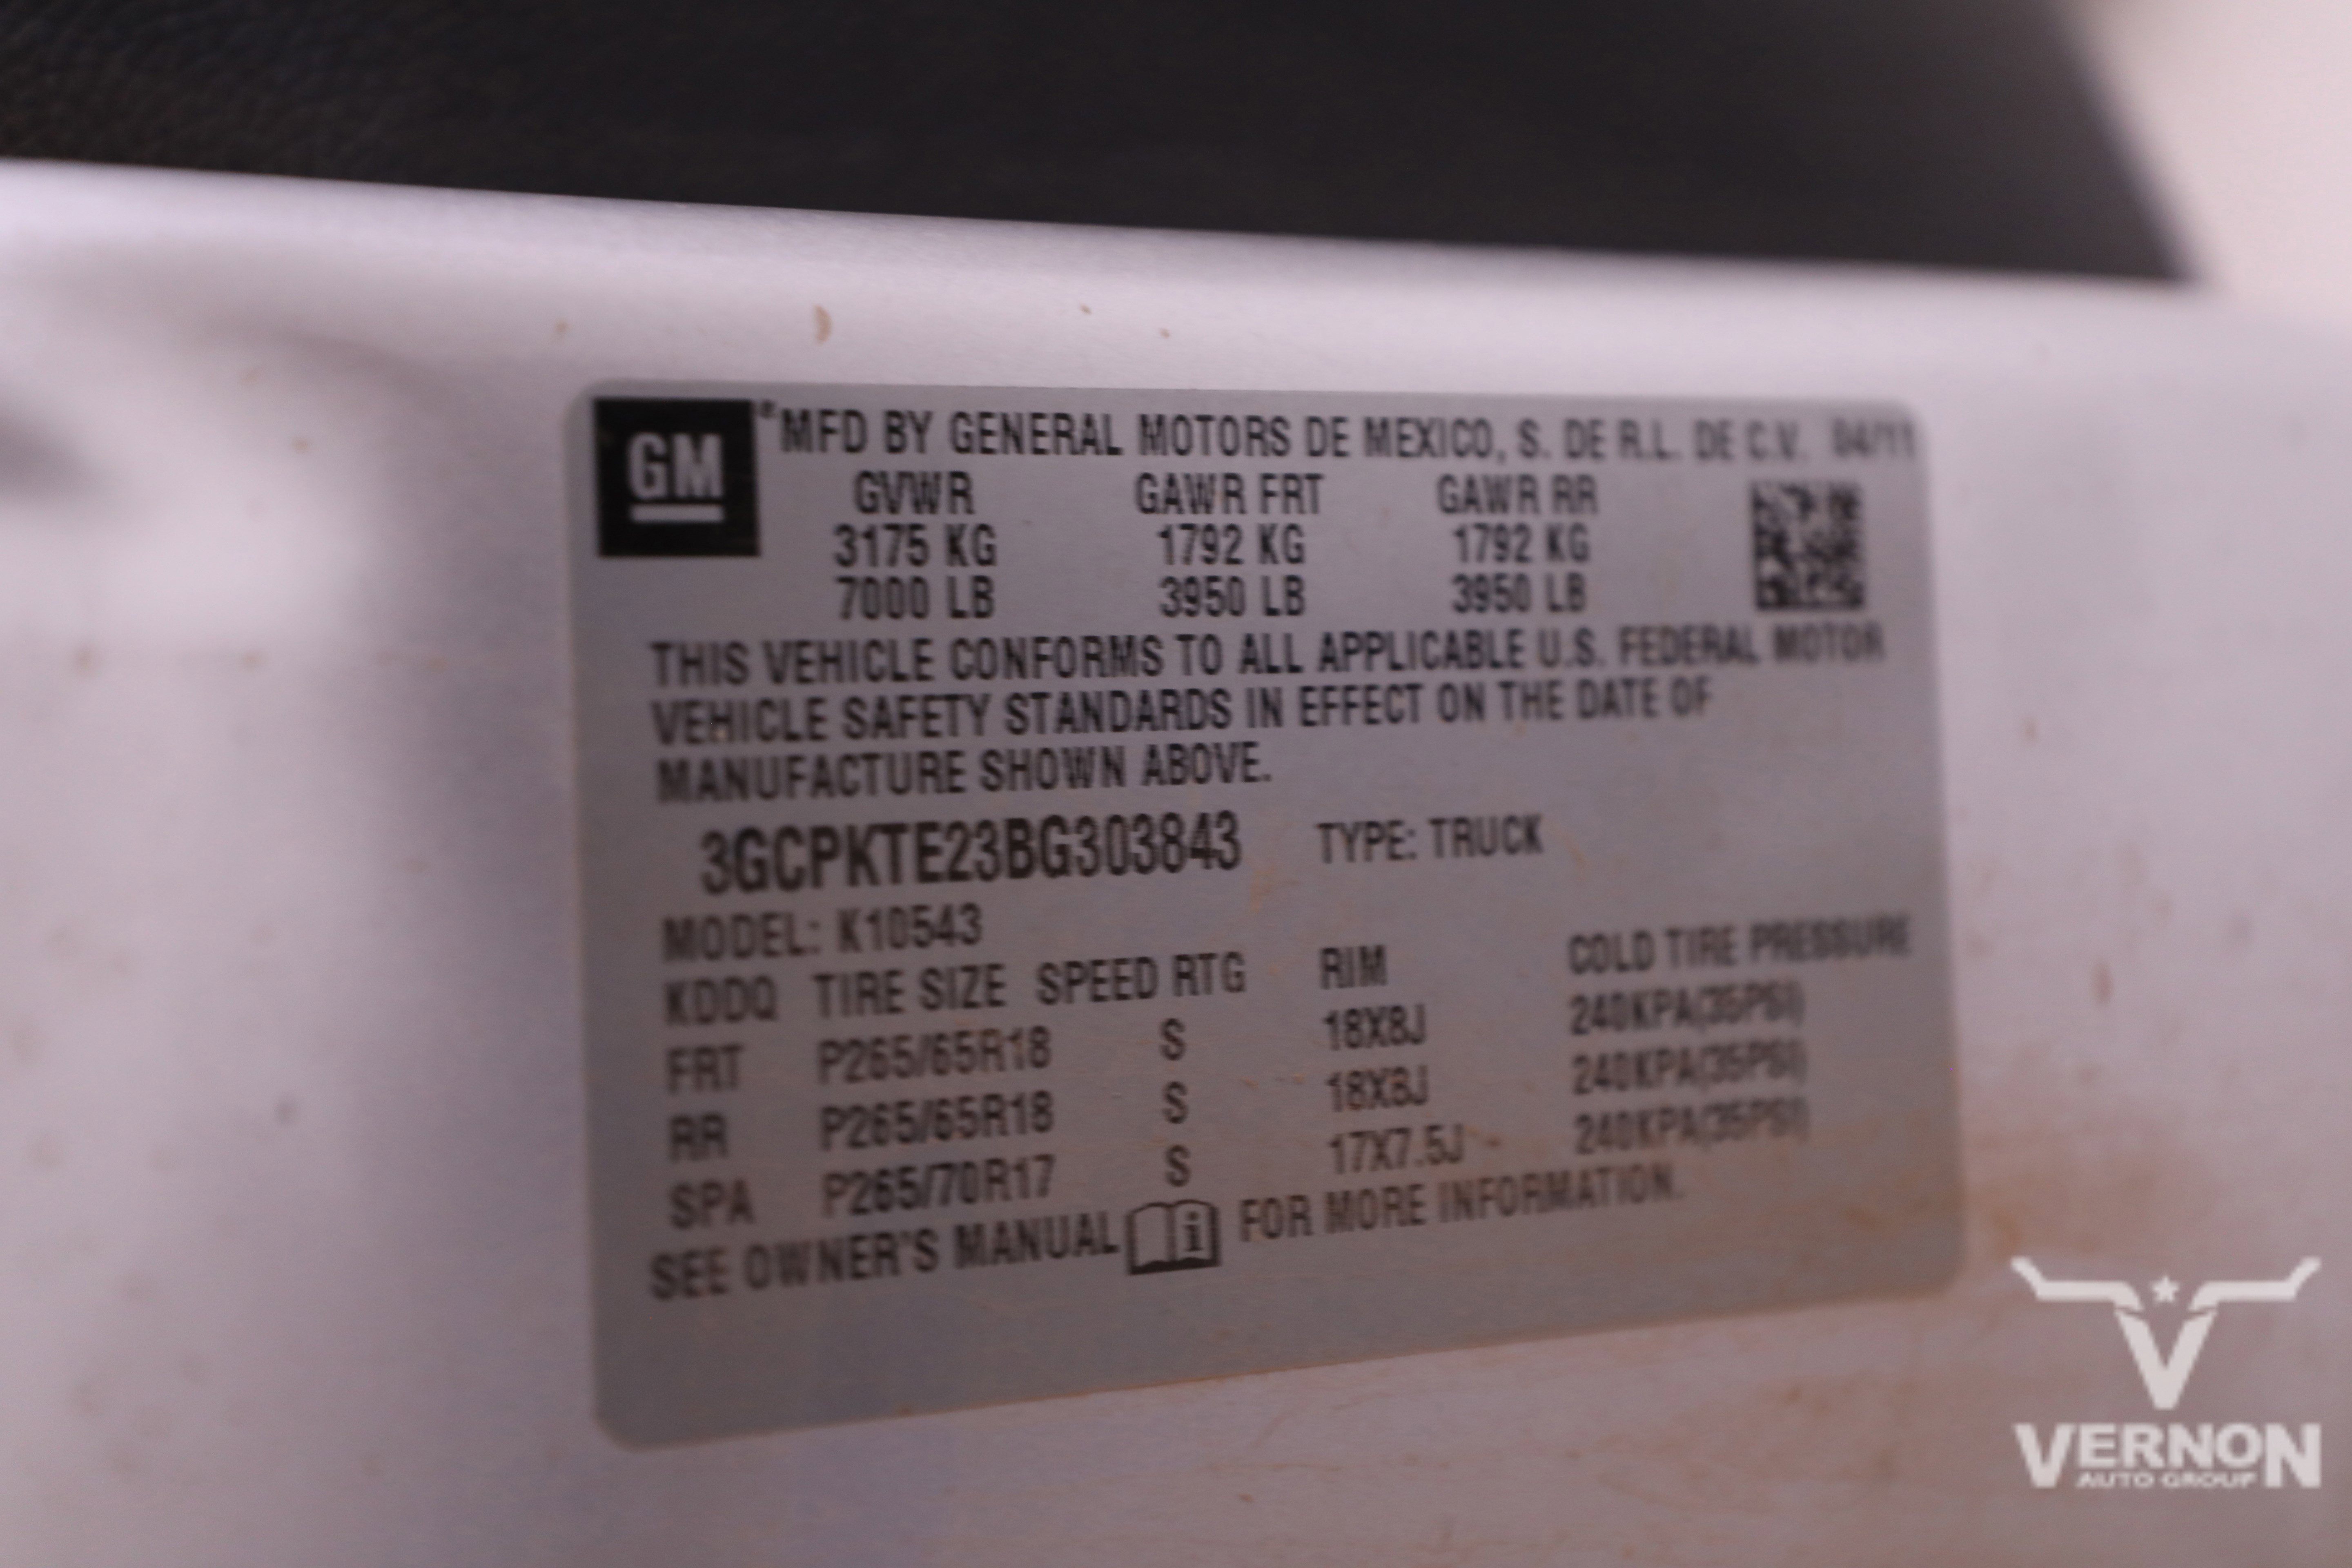 GM
® MFD BY GENERAL MOTORS DE MEXICO, S. DE R.L. DE C.V. 04/11
GVWR GAWR FRT GAWR RR
3175 KG 1792 KG 1792 KG
7000 LB 3950 LB 3950 LB
THIS VEHICLE CONFORMS TO ALL APPLICABLE U.S. FEDERAL MOTOR
VEHICLE SAFETY STANDARDS IN EFFECT ON THE DATE OF
MANUFACTURE SHOWN ABOVE.
3GCPKTE23BG303843 TYPE: TRUCK
MODEL: K10543
KDDQ TIRE SIZE SPEED RTG RIM COLD TIRE PRESSURE
FRT P265/65R18 S 18X8J 240KPA(35PSI)
RR P265/65R18 S 18X8J 240KPA(35PSI)
SPA P265/70R17 S 17X7.5J 240KPA(35PSI)
SEE OWNER'S MANUAL i FOR MORE INFORMATION.
VERNON
AUTO GROUP